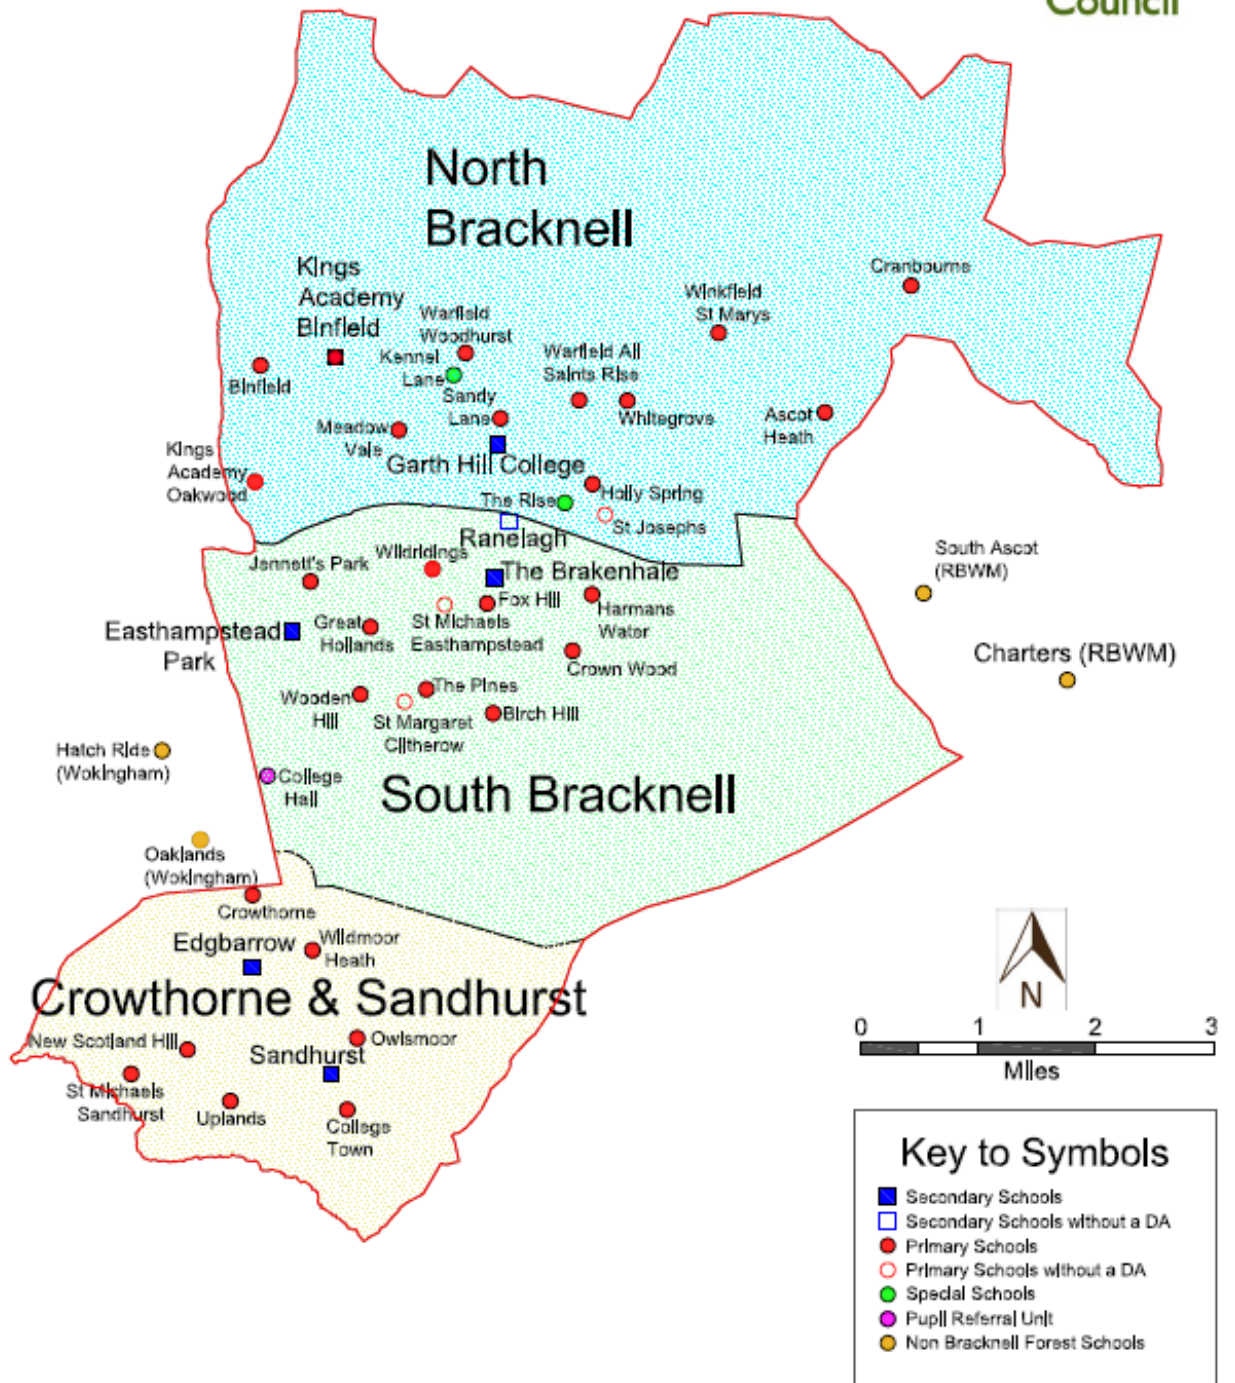 Council
North
Bracknell
Kings
Academy
Binfield
Cranbourne
Winkfield
St Marys
Warfield
Woodhurst
Kennel
Lane
Warfield All
Saints Rise
Binfield
Sandy
Lane
Whitegrove
Ascot
Heath
Meadow
Vale
Kings
Academy
Oakwood
Garth Hill College
The Rise
Holly Spring
St Josephs
Ranelagh
Wildridings
Jennett's Park
The Brakenhale
South Ascot
(RBWM)
Fox Hill
Harmans
Water
Easthampstead
Park
Great
Hollands
St Michaels
Easthampstead
Crown Wood
Charters (RBWM)
Wooden
Hill
The Pines
St Margaret
Clitherow
Birch Hill
Hatch Ride
(Wokingham)
College
Hall
South Bracknell
Oaklands
(Wokingham)
Crowthorne
Edgbarrow
Wildmoor
Heath
Crowthorne & Sandhurst
New Scotland Hill
Owlsmoor
Sandhurst
St Michaels
Sandhurst
Uplands
College
Town
N
0 1 2 3
Miles
Key to Symbols
Secondary Schools
Secondary Schools without a DA
Primary Schools
Primary Schools without a DA
Special Schools
Pupil Referral Unit
Non Bracknell Forest Schools